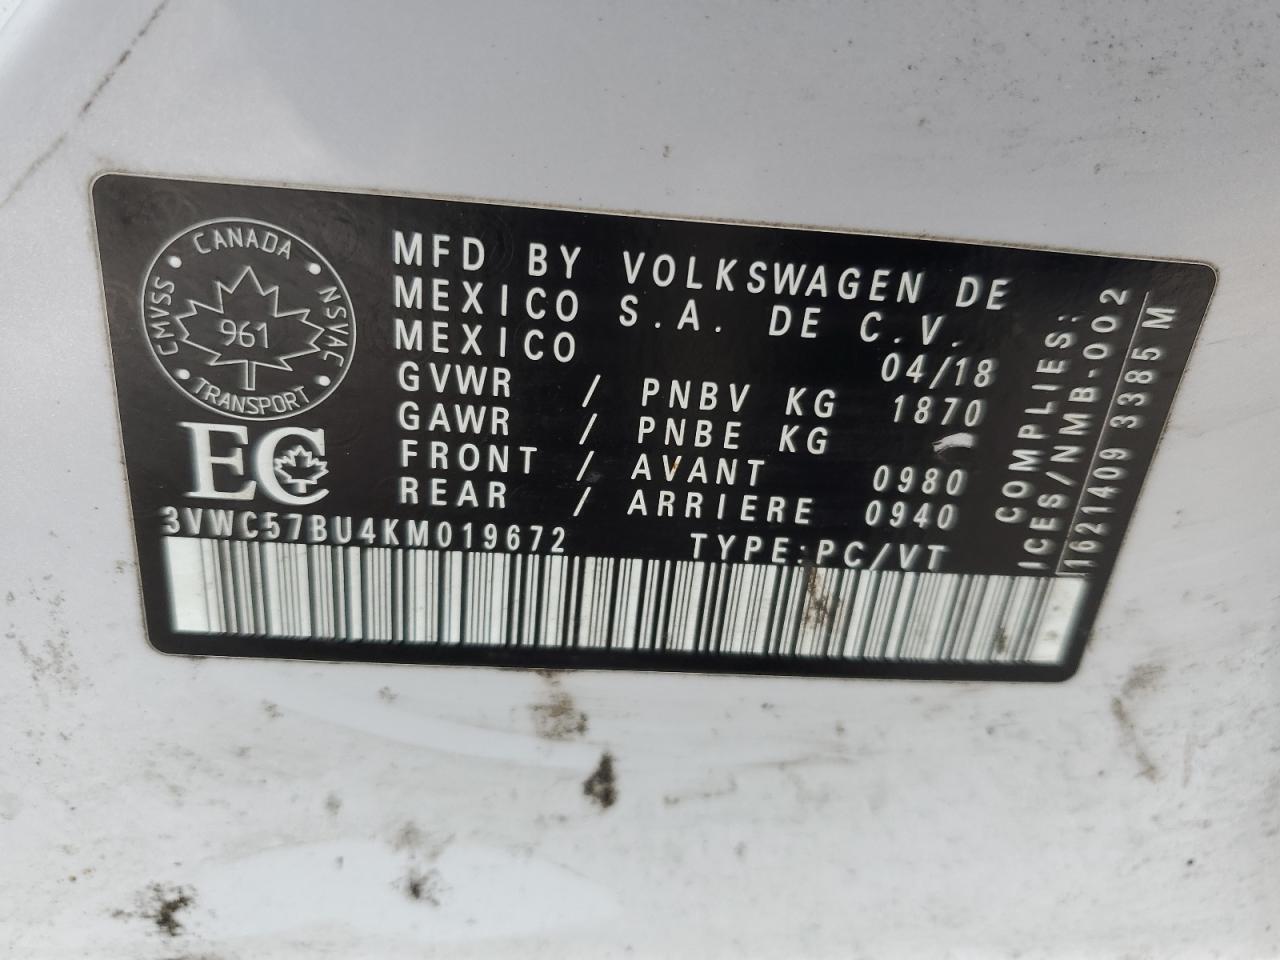 CANADA
CMVSS
NSVAC
961
TRANSPORT
EC
MFD BY VOLKSWAGEN DE
MEXICO S.A. DE C.V.
MEXICO 04/18
GVWR / PNBV KG 1870
GAWR / PNBE KG
FRONT / AVANT 0980
REAR / ARRIERE 0940
3VWC57BU4KM019672 TYPE:PC/VT
COMPLIES:
ICES/NMB-002
1621409 3385 M